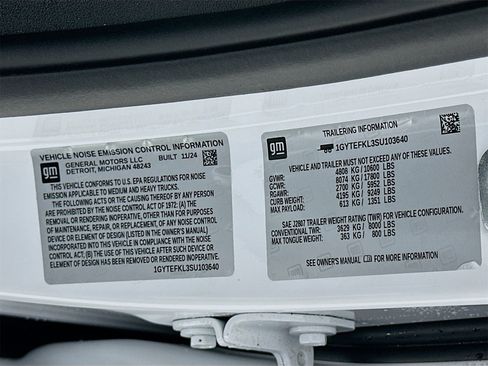 gm
VEHICLE NOISE EMISSION CONTROL INFORMATION
GENERAL MOTORS LLC BUILT 11/24
DETROIT, MICHIGAN 48243
THIS VEHICLE CONFORMS TO U.S EPA REGULATIONS FOR NOISE
EMISSION APPLICABLE TO MEDIUM AND HEAVY TRUCKS.
THE FOLLOWING ACTS OR THE CAUSING THEREOF BY ANY PERSON
ARE PROHIBITED BY THE NOISE CONTROL ACT OF 1972: (A) THE
REMOVAL OR RENDERING INOPERATIVE, OTHER THAN FOR PURPOSES
OF MAINTENANCE, REPAIR, OR REPLACEMENT, OF ANY NOISE CONTROL
DEVICE OR ELEMENT OF DESIGN (LISTED IN THE OWNER'S MANUAL)
INCORPORATED INTO THIS VEHICLE IN COMPLIANCE WITH THE NOISE
CONTROL ACT; (B) THE USE OF THIS VEHICLE AFTER SUCH DEVICE OR
ELEMENT OF DESIGN HAS BEEN REMOVED OR RENDERED INOPERATIVE.
1GYTEFKL3SU103640
gm
TRAILERING INFORMATION
1GYTEFKL3SU103640
VEHICLE AND TRAILER MUST NOT EXCEED ANY OF THESE VALUES:
GVWR: 4808 KG / 10600 LBS
GCWR: 8074 KG / 17800 LBS
RGAWR: 2700 KG / 5952 LBS
CURB WEIGHT: 4195 KG / 9249 LBS
MAX PAYLOAD: 613 KG / 1351 LBS
SAE J2807 TRAILER WEIGHT RATING (TWR) FOR VEHICLE CONFIGURATION.
CONVENTIONAL TWR: 3629 KG/ 8000 LBS
MAX TONGUE WEIGHT: 363 KG / 800 LBS
SEE OWNER'S MANUAL FOR MORE INFORMATION